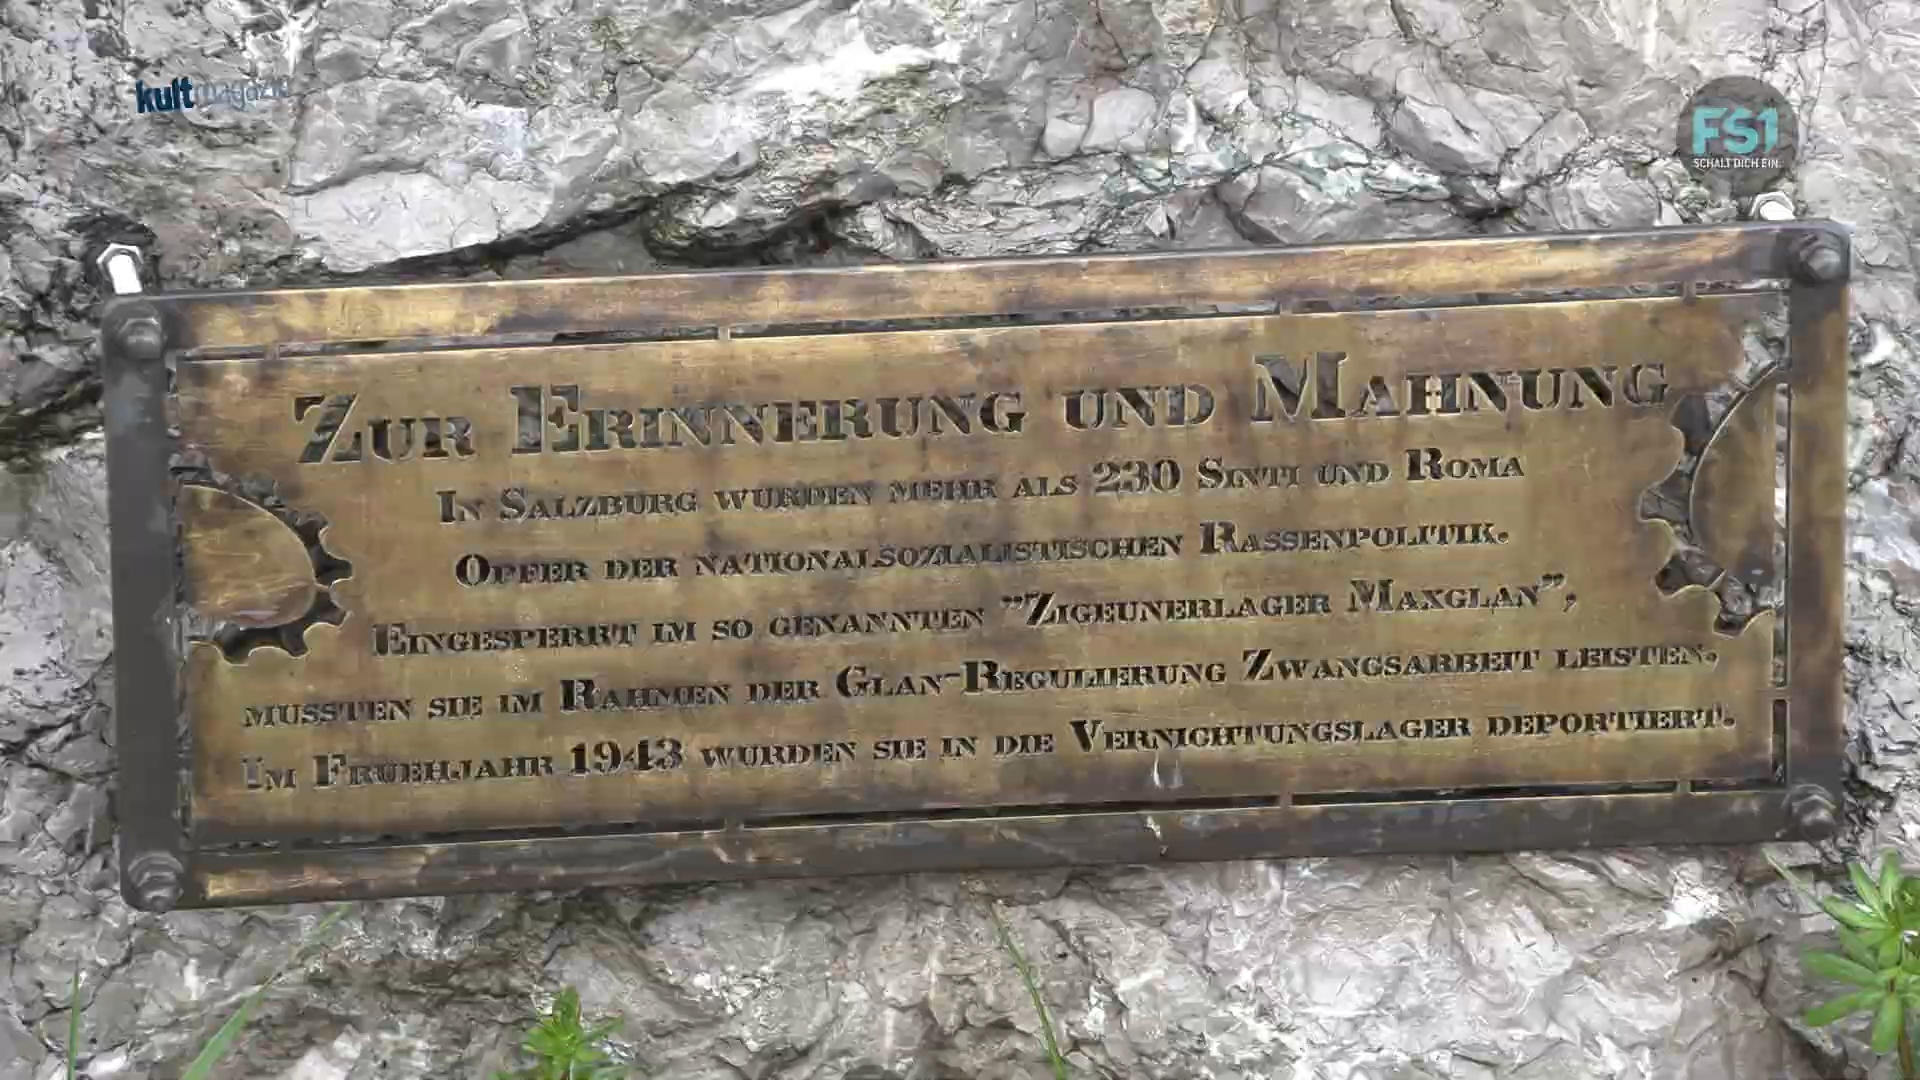 kultmagazin
FS1
SCHALT DICH EIN.
ZUR ERINNERUNG UND MAHNUNG
IN SALZBURG WURDEN MEHR ALS 230 SINTI UND ROMA
OPFER DER NATIONALSOZIALISTISCHEN RASSENPOLITIK.
EINGESPERRT IM SO GENANNTEN "ZIGEUNERLAGER MAXGLAN",
MUSSTEN SIE IM RAHMEN DER GLAN-REGULIERUNG ZWANGSARBEIT LEISTEN.
IM FRUEHJAHR 1943 WURDEN SIE IN DIE VERNICHTUNGSLAGER DEPORTIERT.